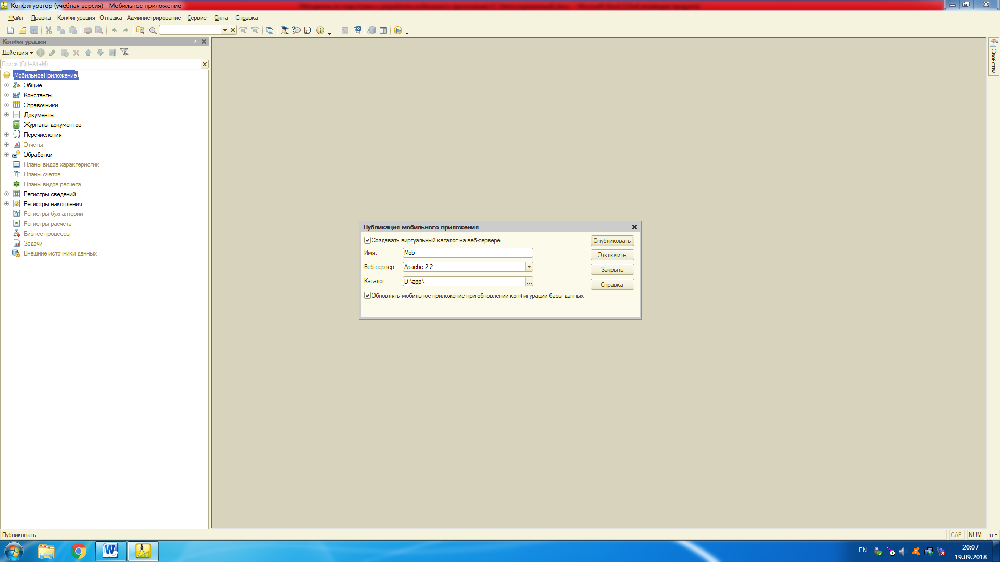 Конфигуратор (учебная версия) - Мобильное приложение
Файл Правка Конфигурация Отладка Администрирование Сервис Окна Справка
Конфигурация
Действия
Поиск (Ctrl+Alt+M)
МобильноеПриложение
Общие
Константы
Справочники
Документы
Журналы документов
Перечисления
Отчеты
Обработки
Планы видов характеристик
Планы счетов
Планы видов расчета
Регистры сведений
Регистры накопления
Регистры бухгалтерии
Регистры расчета
Бизнес-процессы
Задачи
Внешние источники данных
Публикация мобильного приложения
Создавать виртуальный каталог на веб-сервере
Опубликовать
Имя: Mob
Отключить
Веб-сервер: Apache 2.2
Закрыть
Каталог: D:\app\ ...
Справка
Обновлять мобильное приложение при обновлении конфигурации базы данных
Свойства
Публиковать...
CAP NUM ru
EN
20:07
19.09.2018